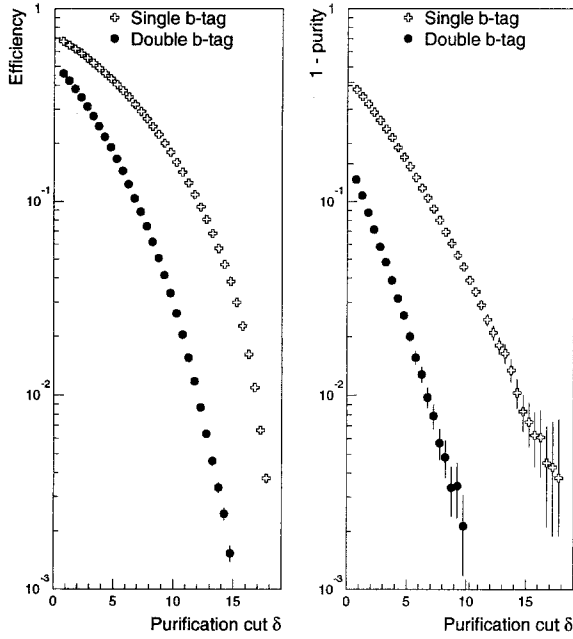 Efficiency
1
10⁻¹
10⁻²
10⁻³
0 5 10 15
Purification cut δ
Single b-tag
Double b-tag
1 - purity
1
10⁻¹
10⁻²
10⁻³
0 5 10 15
Purification cut δ
Single b-tag
Double b-tag